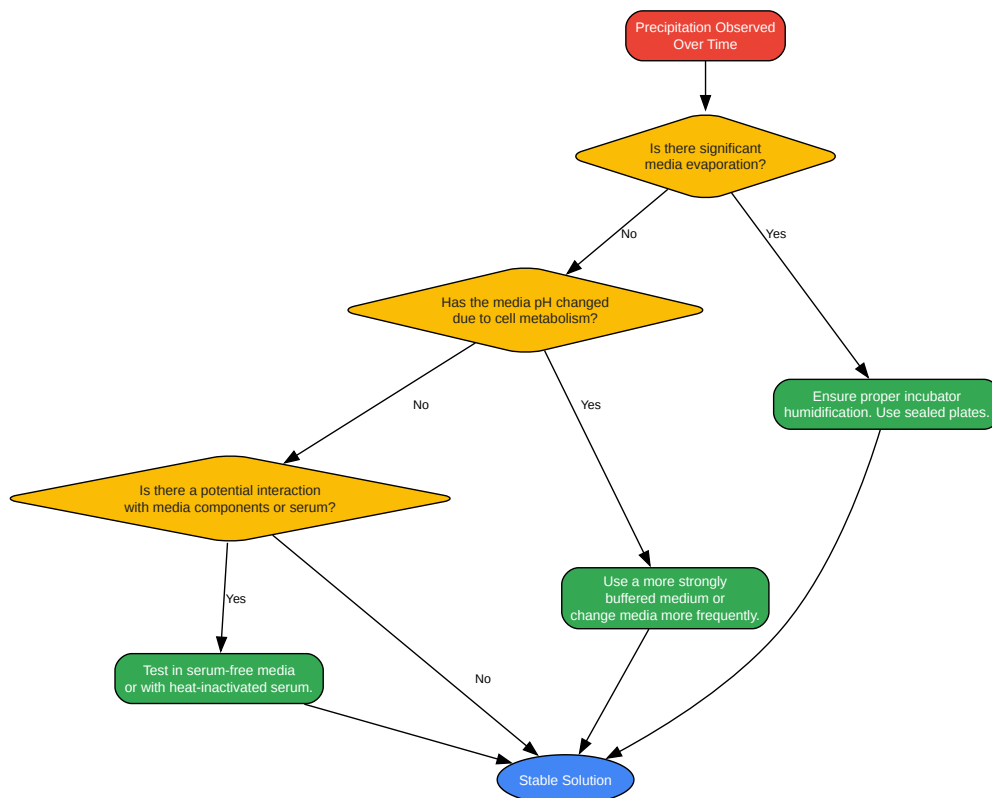 Precipitation Observed
Over Time
Is there significant
media evaporation?
No
Yes
Has the media pH changed
due to cell metabolism?
Ensure proper incubator
humidification. Use sealed plates.
No
Yes
Is there a potential interaction
with media components or serum?
Use a more strongly
buffered medium or
change media more frequently.
Yes
Test in serum-free media
or with heat-inactivated serum.
No
Stable Solution